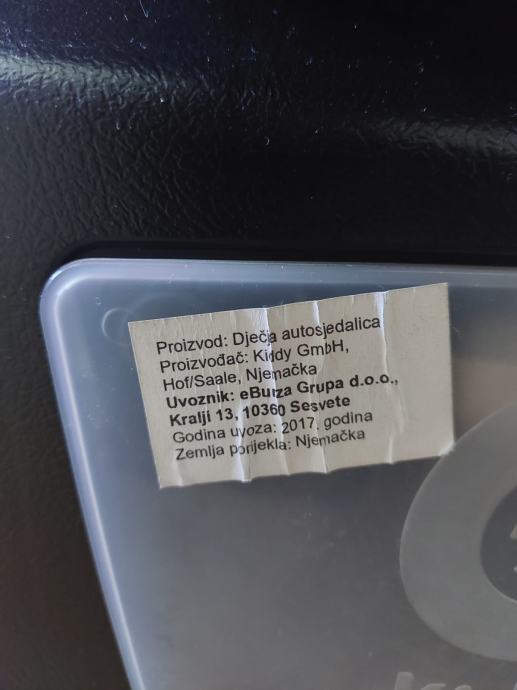 Proizvod: Dječja autosjedalica
Proizvođač: Kiddy GmbH,
Hof/Saale, Njemačka
Uvoznik: eBurza Grupa d.o.o.,
Kralji 13, 10360 Sesvete
Godina uvoza: 2017. godina
Zemlja porijekla: Njemačka